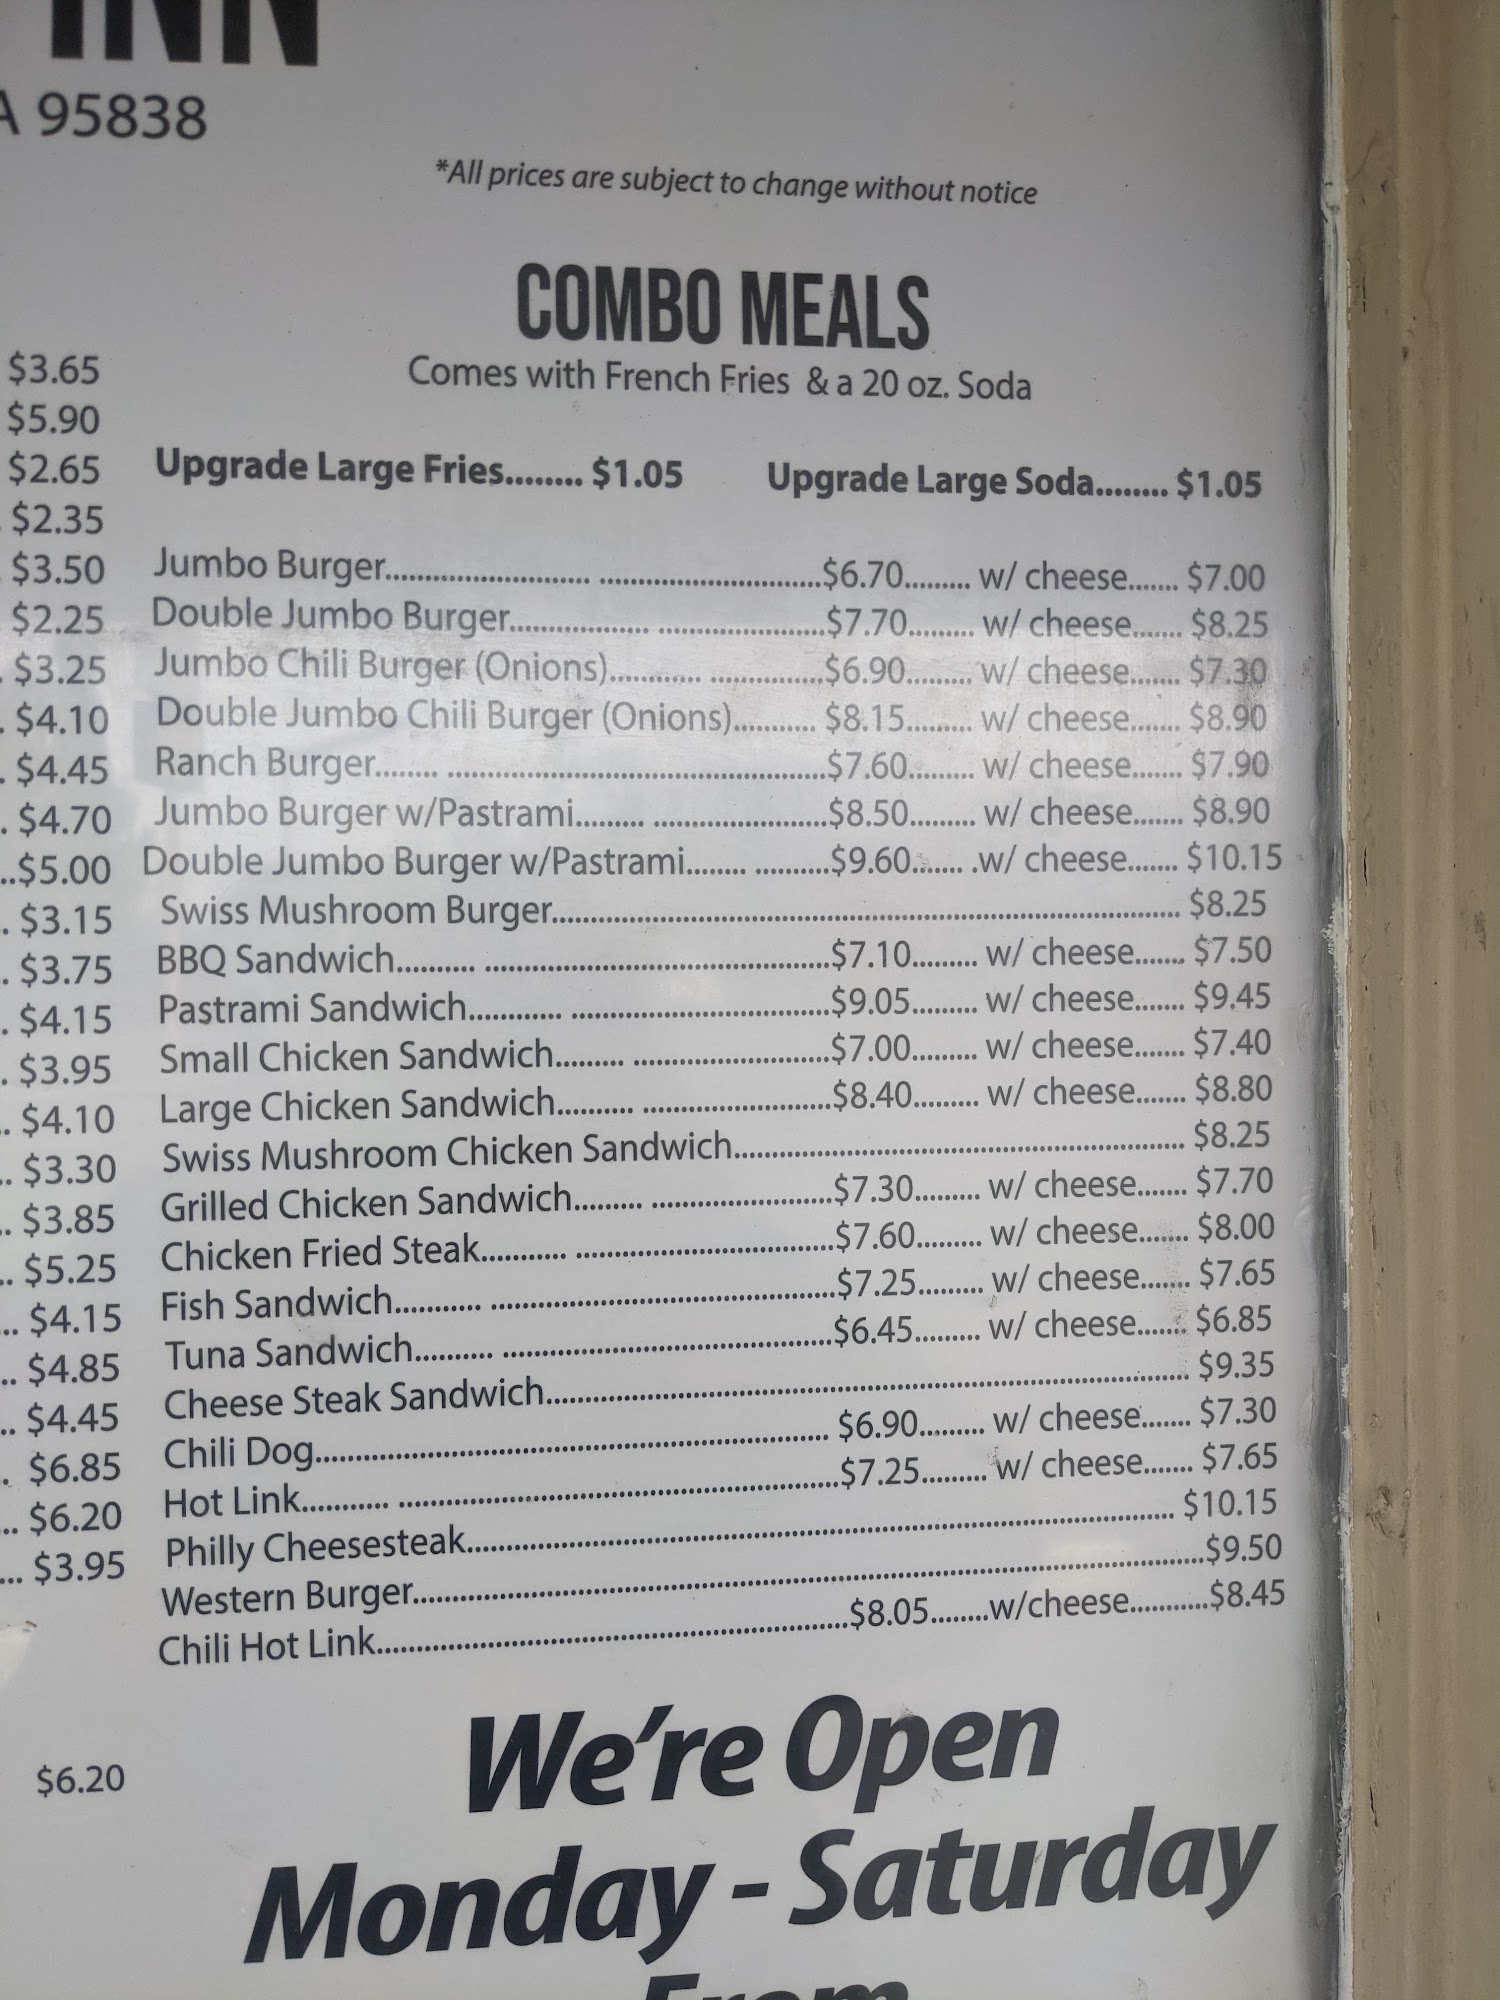 INN
A 95838
*All prices are subject to change without notice
COMBO MEALS
Comes with French Fries & a 20 oz. Soda
Upgrade Large Fries........ $1.05 Upgrade Large Soda........ $1.05
$3.65
$5.90
$2.65
. $2.35
. $3.50
$2.25
. $3.25
. $4.10
. $4.45
. $4.70
..$5.00
. $3.15
. $3.75
. $4.15
. $3.95
.. $4.10
.. $3.30
.. $3.85
.. $5.25
... $4.15
... $4.85
.. $4.45
. $6.85
... $6.20
... $3.95
$6.20
Jumbo Burger.......................... .............................$6.70......... w/ cheese....... $7.00
Double Jumbo Burger.................. .....................$7.70......... w/ cheese....... $8.25
Jumbo Chili Burger (Onions)............ ..............$6.90......... w/ cheese....... $7.30
Double Jumbo Chili Burger (Onions)........... $8.15......... w/ cheese....... $8.90
Ranch Burger........ ................................................$7.60......... w/ cheese....... $7.90
Jumbo Burger w/Pastrami......... ......................$8.50......... w/ cheese....... $8.90
Double Jumbo Burger w/Pastrami........ ..........$9.60....... .w/ cheese....... $10.15
Swiss Mushroom Burger................................................................................ $8.25
BBQ Sandwich.......... ............................................$7.10......... w/ cheese....... $7.50
Pastrami Sandwich............ .................................$9.05......... w/ cheese....... $9.45
Small Chicken Sandwich......... .........................$7.00......... w/ cheese....... $7.40
Large Chicken Sandwich.......... ........................$8.40......... w/ cheese....... $8.80
Swiss Mushroom Chicken Sandwich......................................................... $8.25
Grilled Chicken Sandwich......... .......................$7.30......... w/ cheese....... $7.70
Chicken Fried Steak........... .................................$7.60......... w/ cheese....... $8.00
Fish Sandwich........... ............................................$7.25......... w/ cheese....... $7.65
Tuna Sandwich.......... ..........................................$6.45......... w/ cheese....... $6.85
Cheese Steak Sandwich................................................................................. $9.35
Chili Dog.................................................................. $6.90......... w/ cheese....... $7.30
Hot Link........... ........................................................$7.25......... w/ cheese....... $7.65
Philly Cheesesteak........................................................................................... $10.15
Western Burger....................................................................................................$9.50
Chili Hot Link............................................................$8.05........w/cheese...........$8.45
We're Open
Monday - Saturday
From